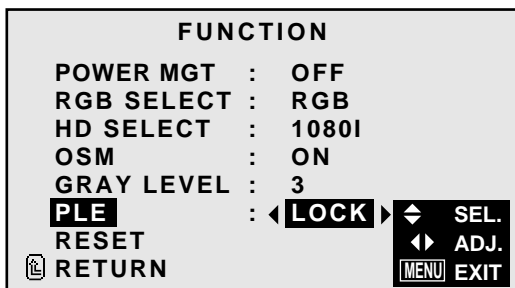 FUNCTION
POWER MGT : OFF
RGB SELECT : RGB
HD SELECT : 1080I
OSM : ON
GRAY LEVEL : 3
PLE : LOCK SEL.
RESET ADJ.
RETURN MENU EXIT